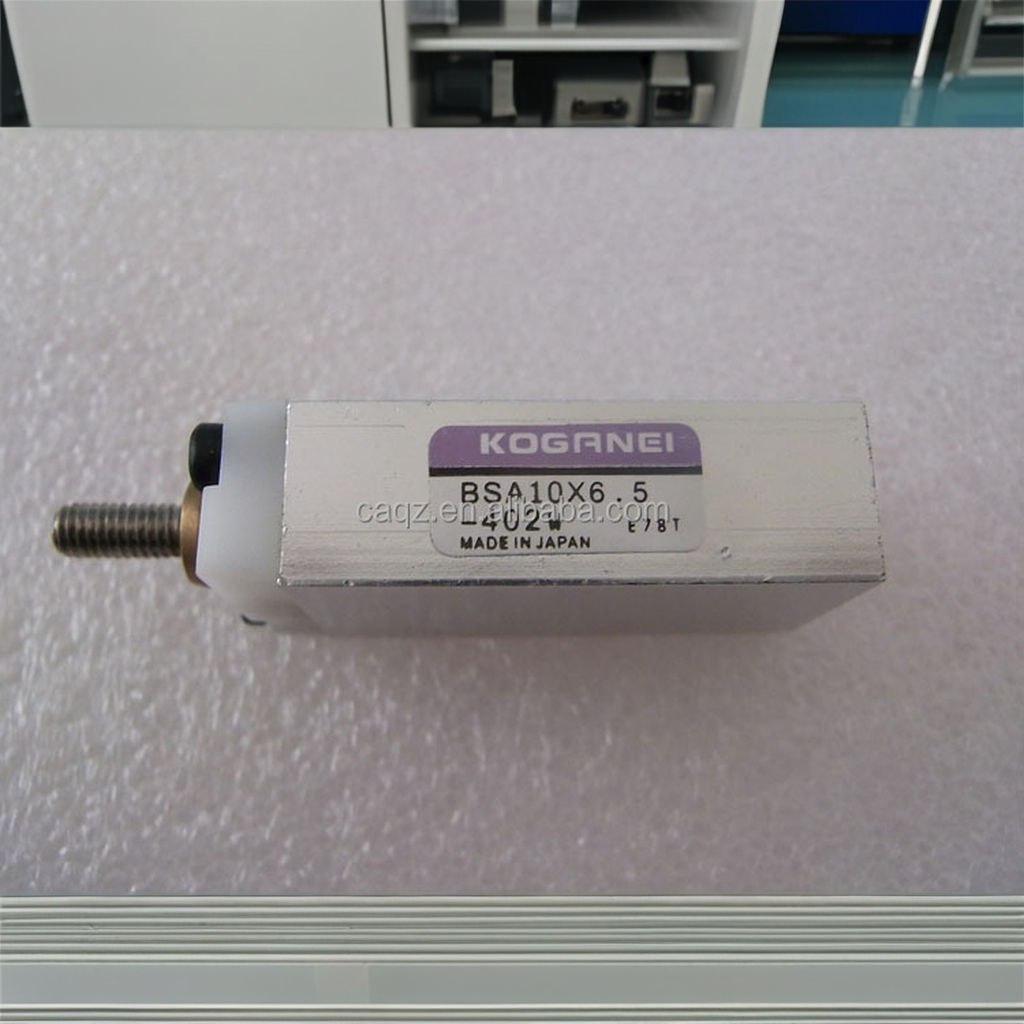 KOGANEI
BSA10X6.5
-402W E78T
caqz.en.alibaba.com
MADE IN JAPAN